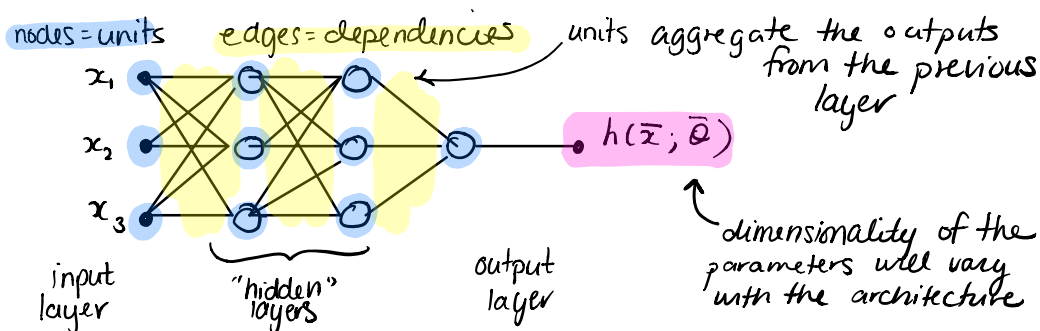 nodes=units
edges=dependencies
units aggregate the outputs
from the previous
layer
x₁
x₂
x₃
h(x̄; θ̄)
dimensionality of the
parameters will vary
with the architecture
input
layer
"hidden"
layers
output
layer